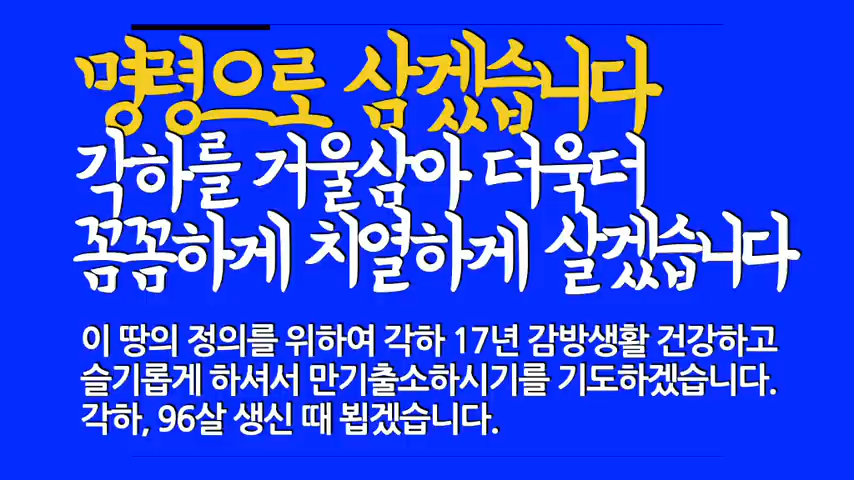 명령으로 삼겠습니다
각하를 거울삼아 더욱더
꼼꼼하게 치열하게 살겠습니다
이 땅의 정의를 위하여 각하 17년 감방생활 건강하고
슬기롭게 하셔서 만기출소하시기를 기도하겠습니다.
각하, 96살 생신 때 뵙겠습니다.